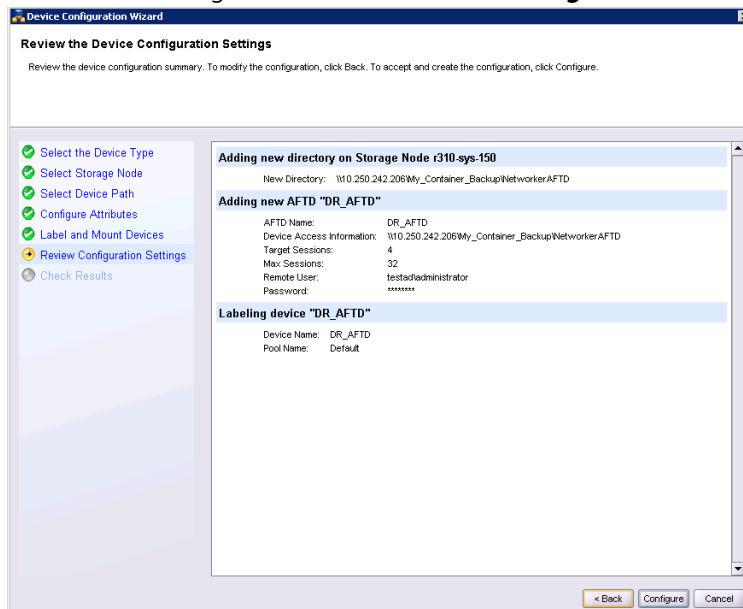 Device Configuration Wizard
Review the Device Configuration Settings
Review the device configuration summary. To modify the configuration, click Back. To accept and create the configuration, click Configure.
Select the Device Type
Select Storage Node
Select Device Path
Configure Attributes
Label and Mount Devices
Review Configuration Settings
Check Results
Adding new directory on Storage Node r310-sys-150
New Directory: \\10.250.242.206\My_Container_Backup\NetworkerAFTD
Adding new AFTD "DR_AFTD"
AFTD Name: DR_AFTD
Device Access Information: \\10.250.242.206\My_Container_Backup\NetworkerAFTD
Target Sessions: 4
Max Sessions: 32
Remote User: testad\administrator
Password: ********
Labeling device "DR_AFTD"
Device Name: DR_AFTD
Pool Name: Default
< Back Configure Cancel